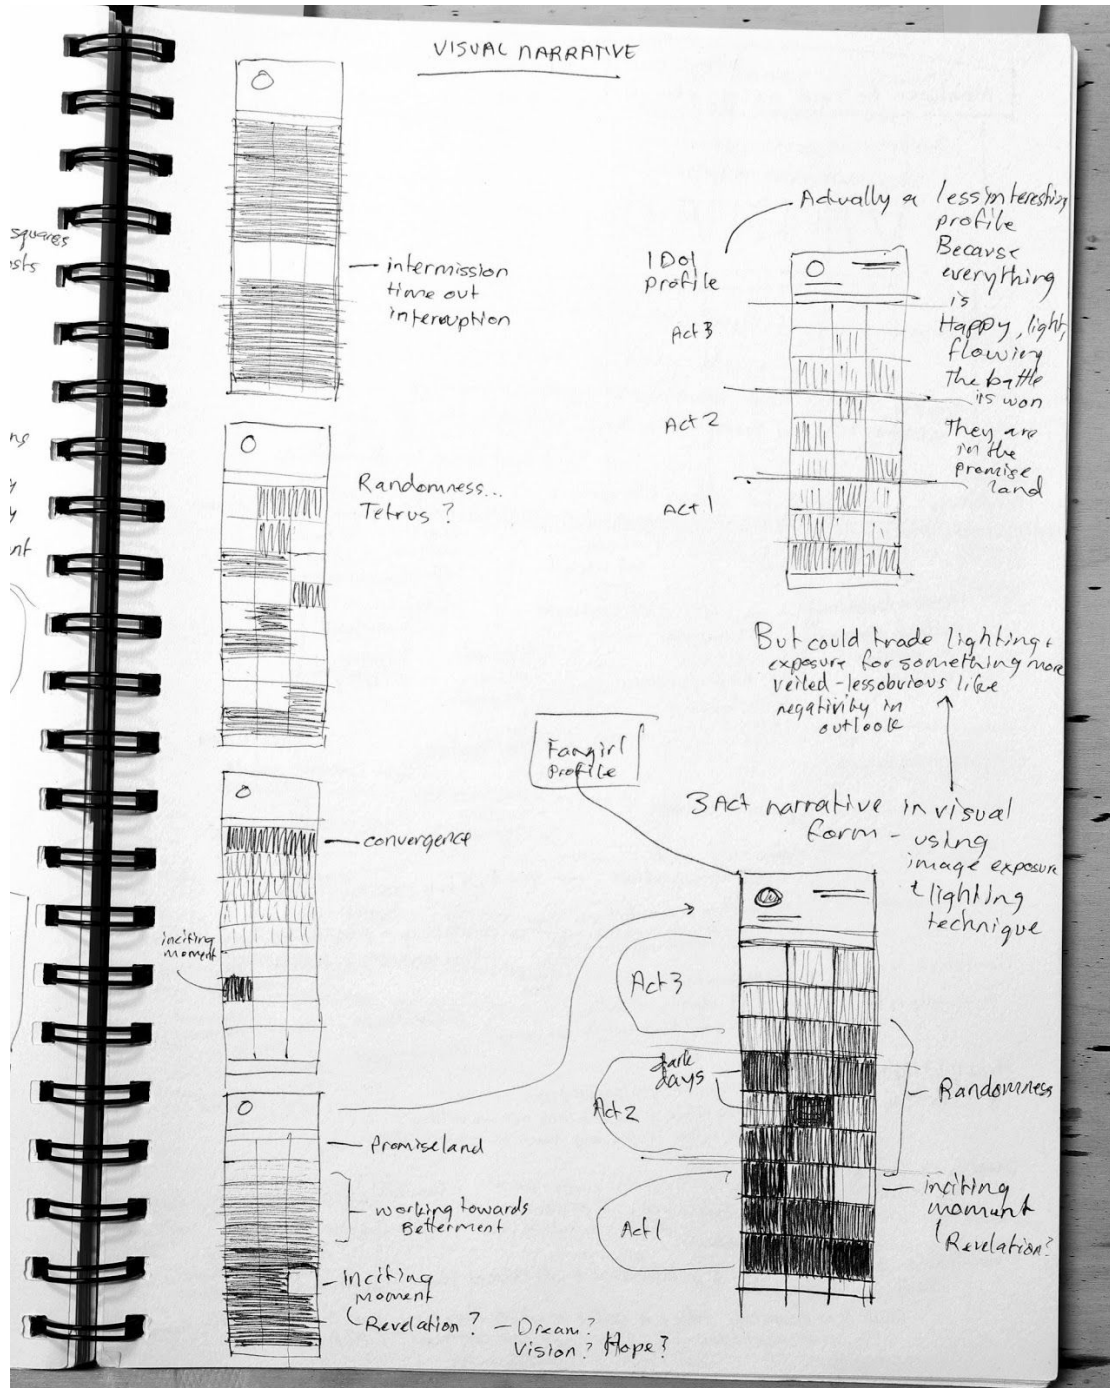 VISUAL NARRATIVE
squares
intermission
time out
interouption
Randomness...
Tetrus ?
convergence
inciting
moment
Promiseland
working towards
Betterment
inciting
moment
Revelation? - Dream?
Vision? Hope?
Actually a less interesting
profile
Because
everything
is
Happy, light,
flowing
The battle
is won
They are
in the
promise
land
IDol
profile
Act 3
Act 2
Act 1
But could trade lighting +
exposure for something more
veiled - less obvious like
negativity in
outlook
Fangirl
Profile
3 Act narrative in visual
form - using
image exposure
+ lighting
technique
Act 3
dark
days
Act 2
Randomness
inciting
moment
Revelation?
Act 1